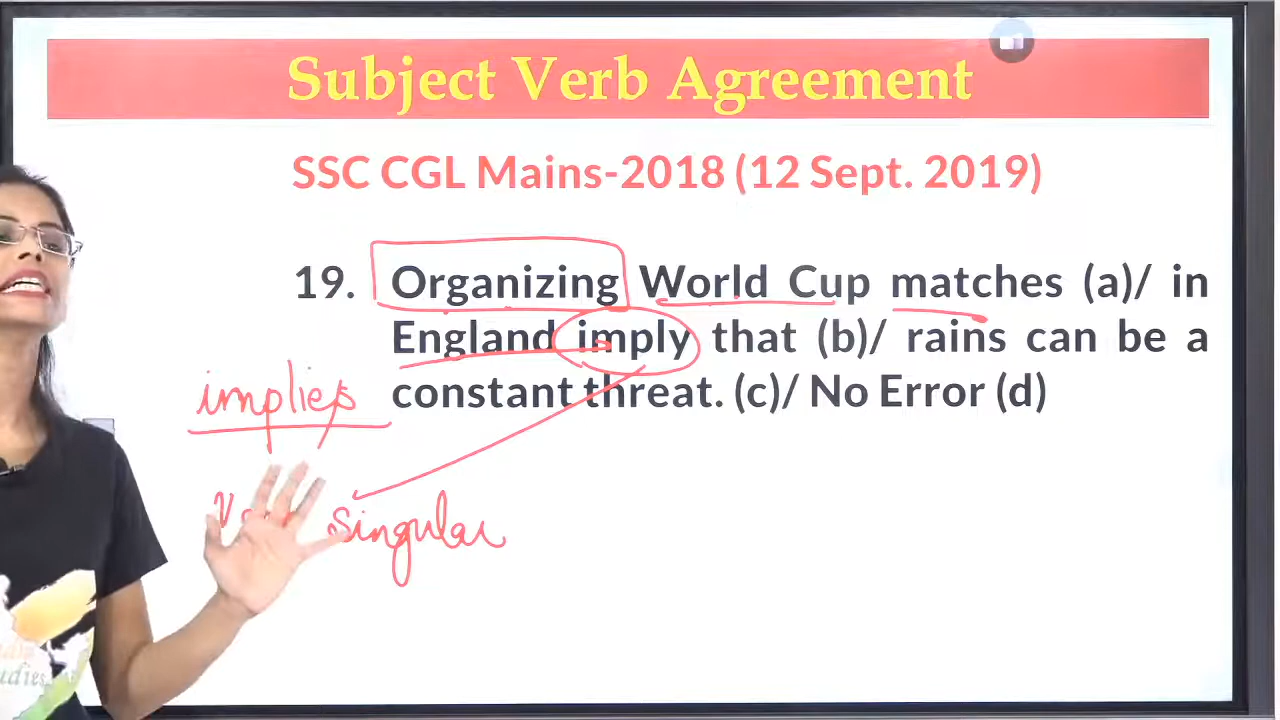 Subject Verb Agreement
SSC CGL Mains-2018 (12 Sept. 2019)
19. Organizing World Cup matches (a)/ in
England imply that (b)/ rains can be a
constant threat. (c)/ No Error (d)
implies
singular